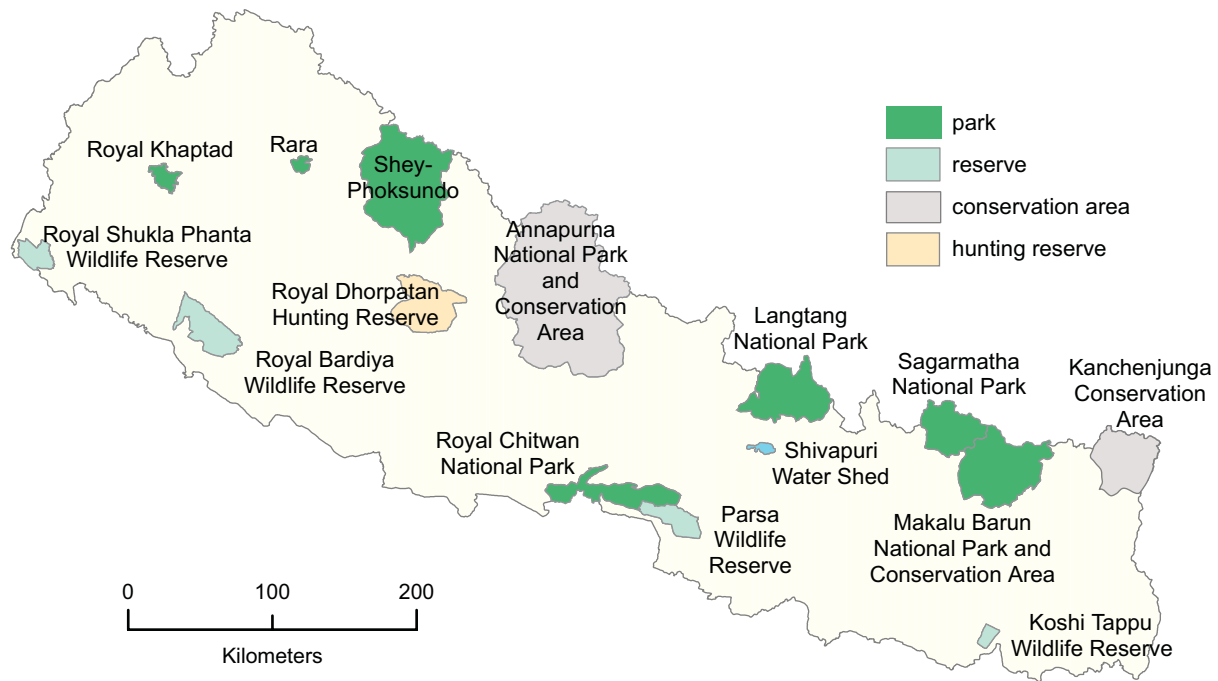 Royal Khaptad
Rara
Shey-
Phoksundo
park
reserve
conservation area
hunting reserve
Royal Shukla Phanta
Wildlife Reserve
Annapurna
National Park
and
Conservation
Area
Royal Dhorpatan
Hunting Reserve
Royal Bardiya
Wildlife Reserve
Langtang
National Park
Sagarmatha
National Park
Kanchenjunga
Conservation
Area
Royal Chitwan
National Park
Shivapuri
Water Shed
Parsa
Wildlife
Reserve
Makalu Barun
National Park and
Conservation Area
Koshi Tappu
Wildlife Reserve
0 100 200
Kilometers